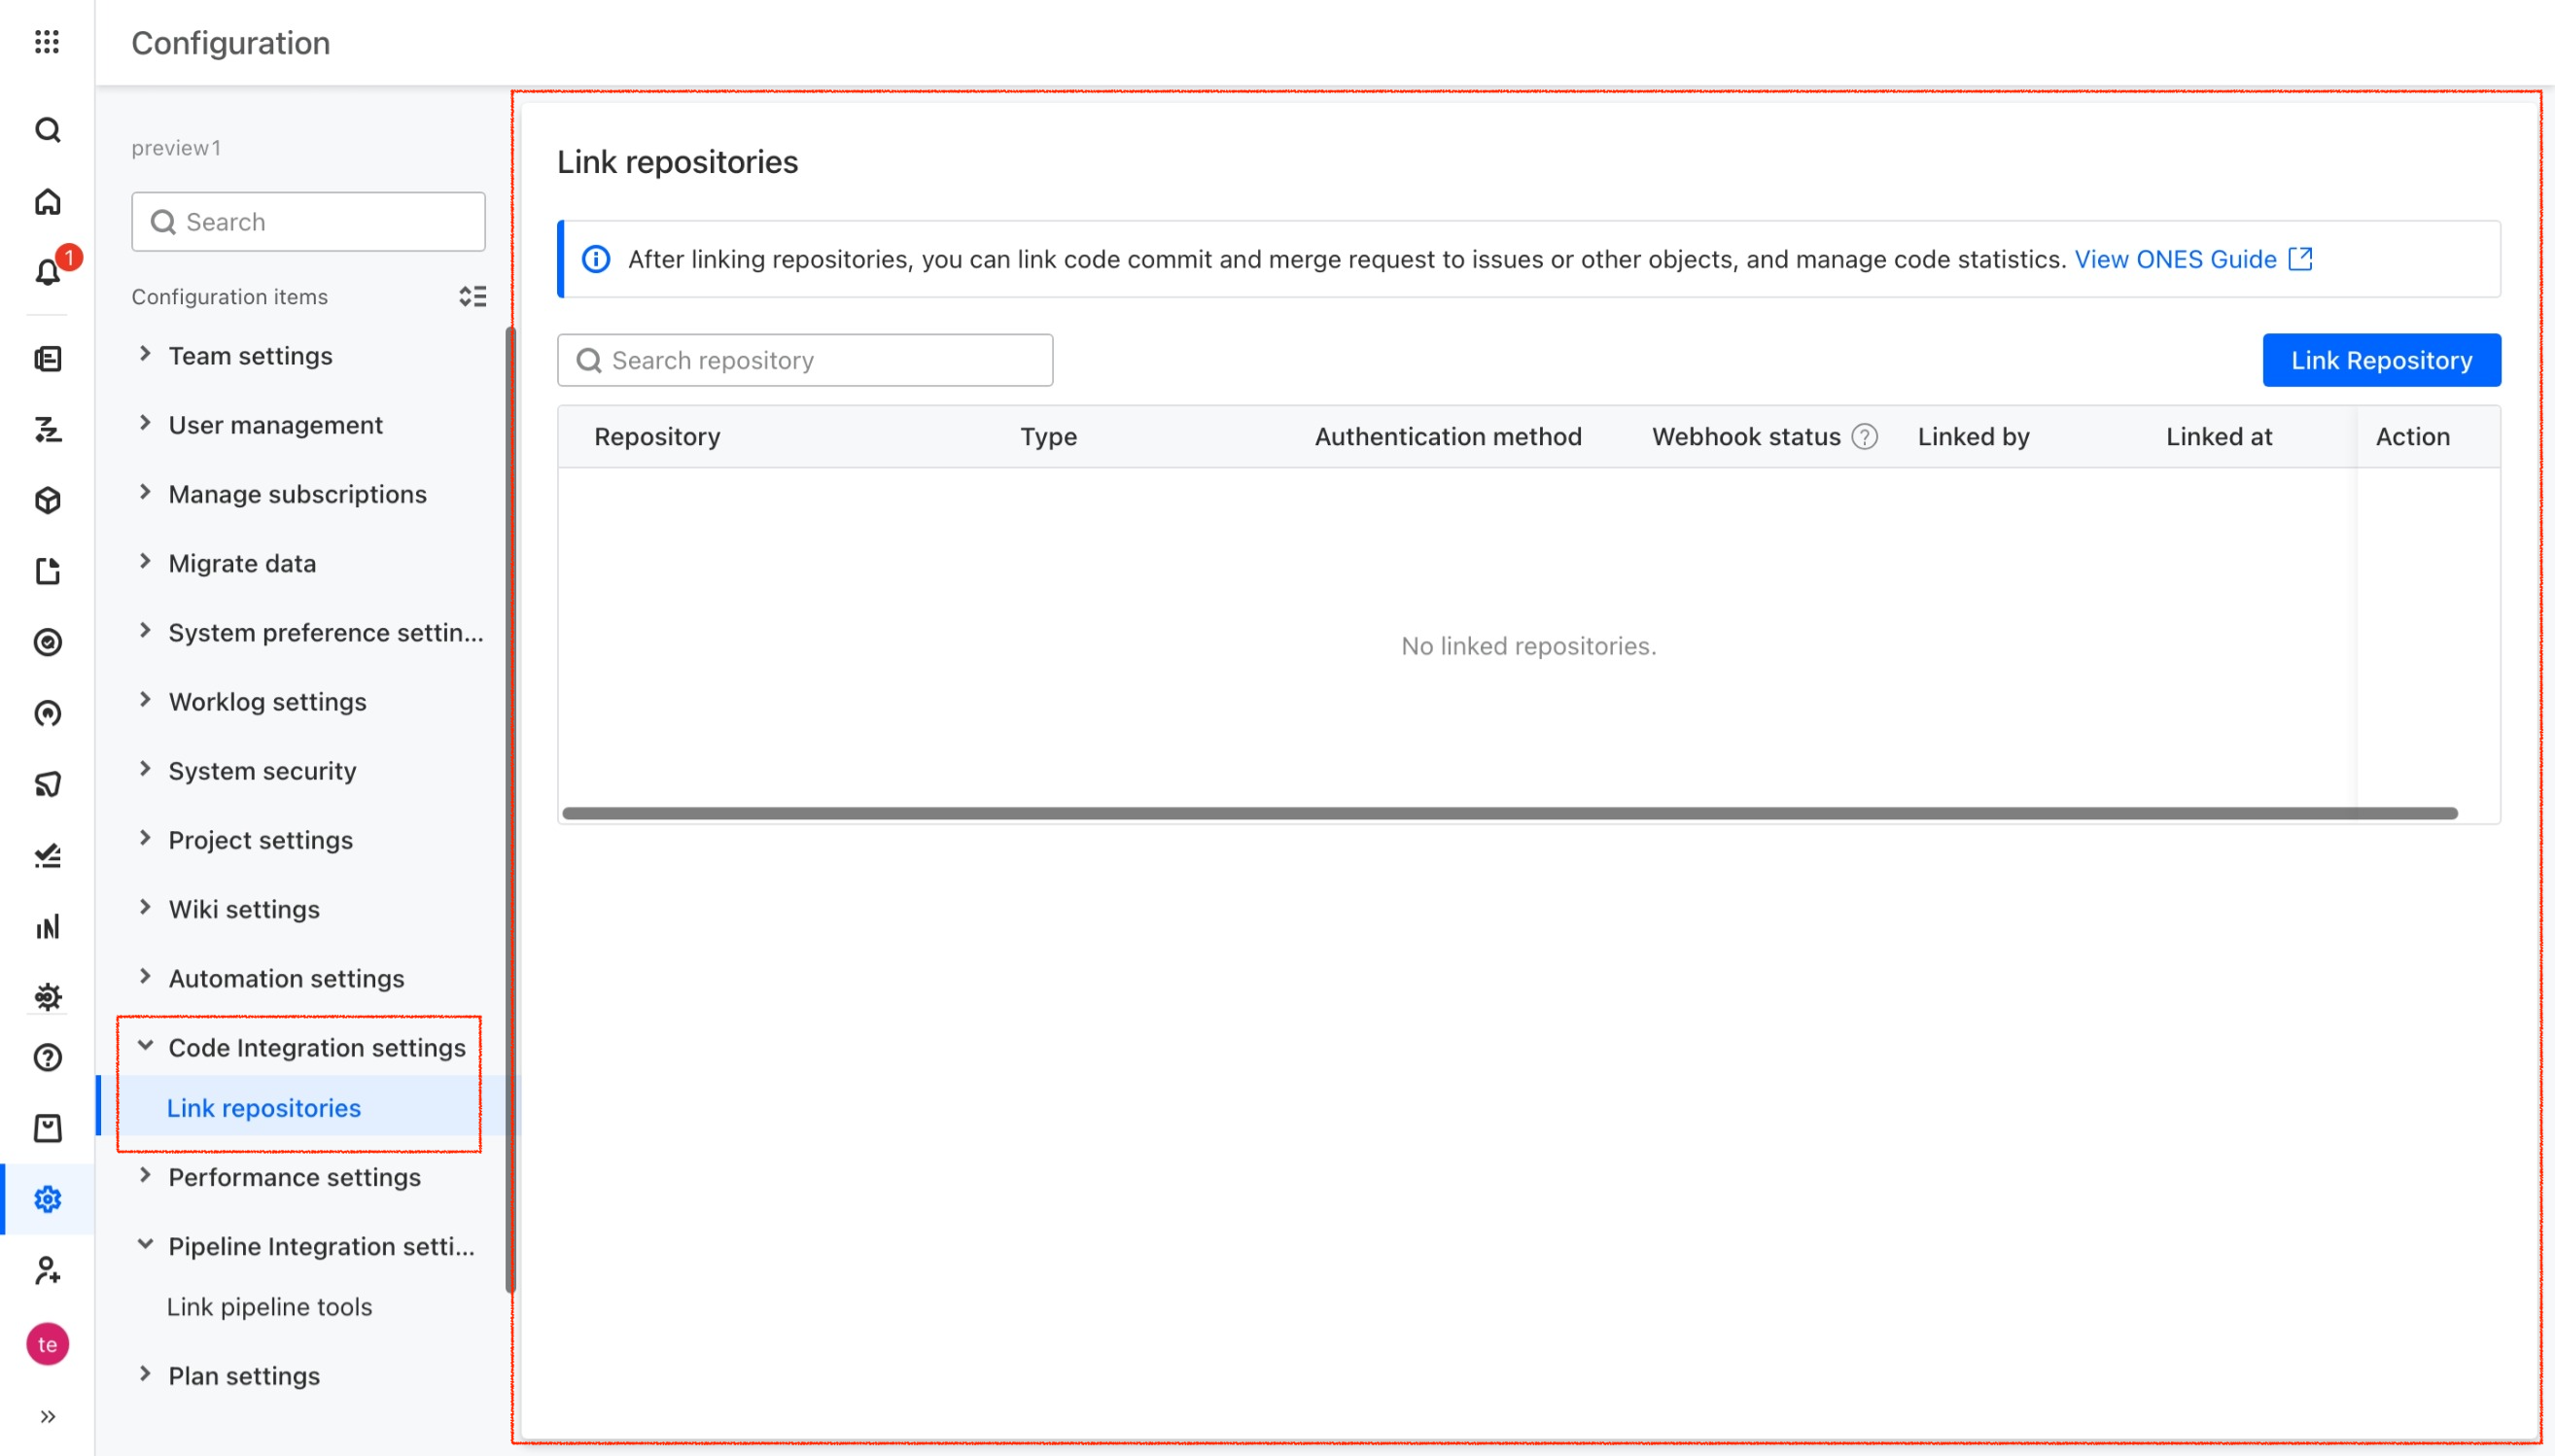 Configuration
1
te
preview1
Search
Configuration items
Team settings
User management
Manage subscriptions
Migrate data
System preference settin...
Worklog settings
System security
Project settings
Wiki settings
Automation settings
Code Integration settings
Link repositories
Performance settings
Pipeline Integration setti...
Link pipeline tools
Plan settings
Link repositories
After linking repositories, you can link code commit and merge request to issues or other objects, and manage code statistics. View ONES Guide
Search repository
Link Repository
Repository Type Authentication method Webhook status ? Linked by Linked at Action
No linked repositories.